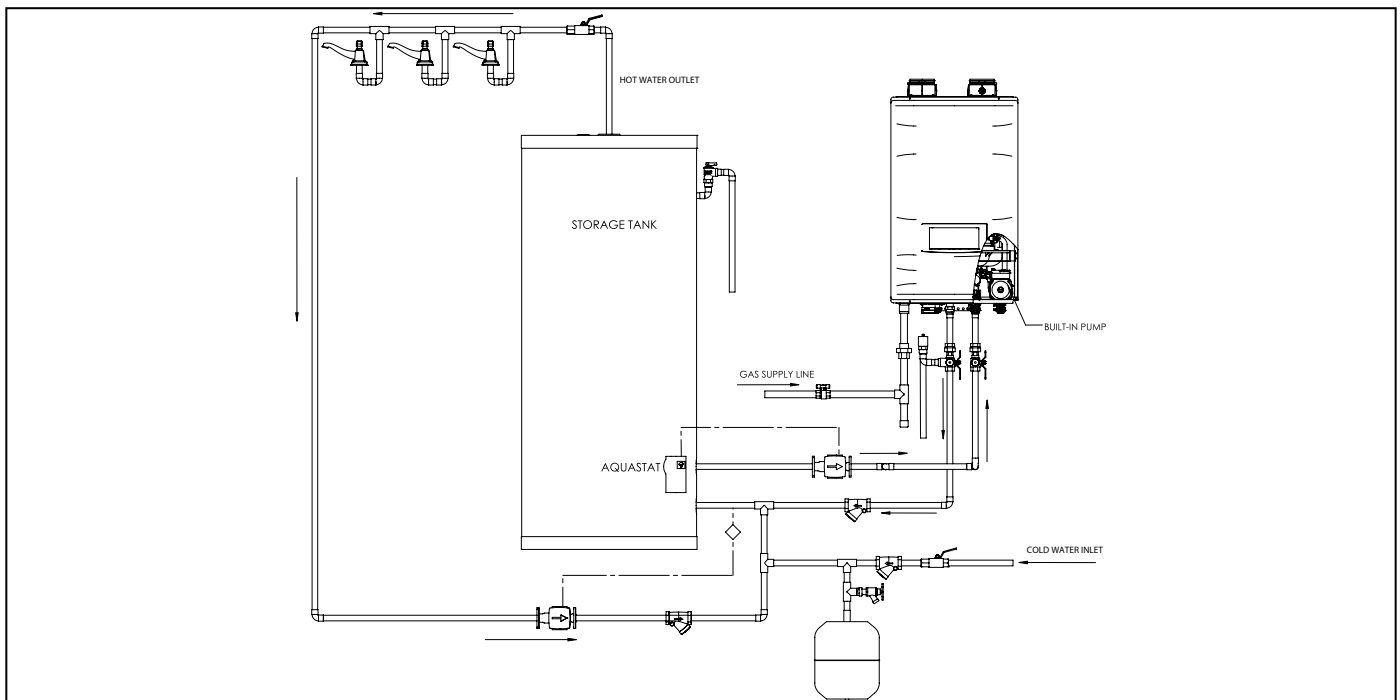 HOT WATER OUTLET
STORAGE TANK
BUILT-IN PUMP
GAS SUPPLY LINE
AQUASTAT
COLD WATER INLET